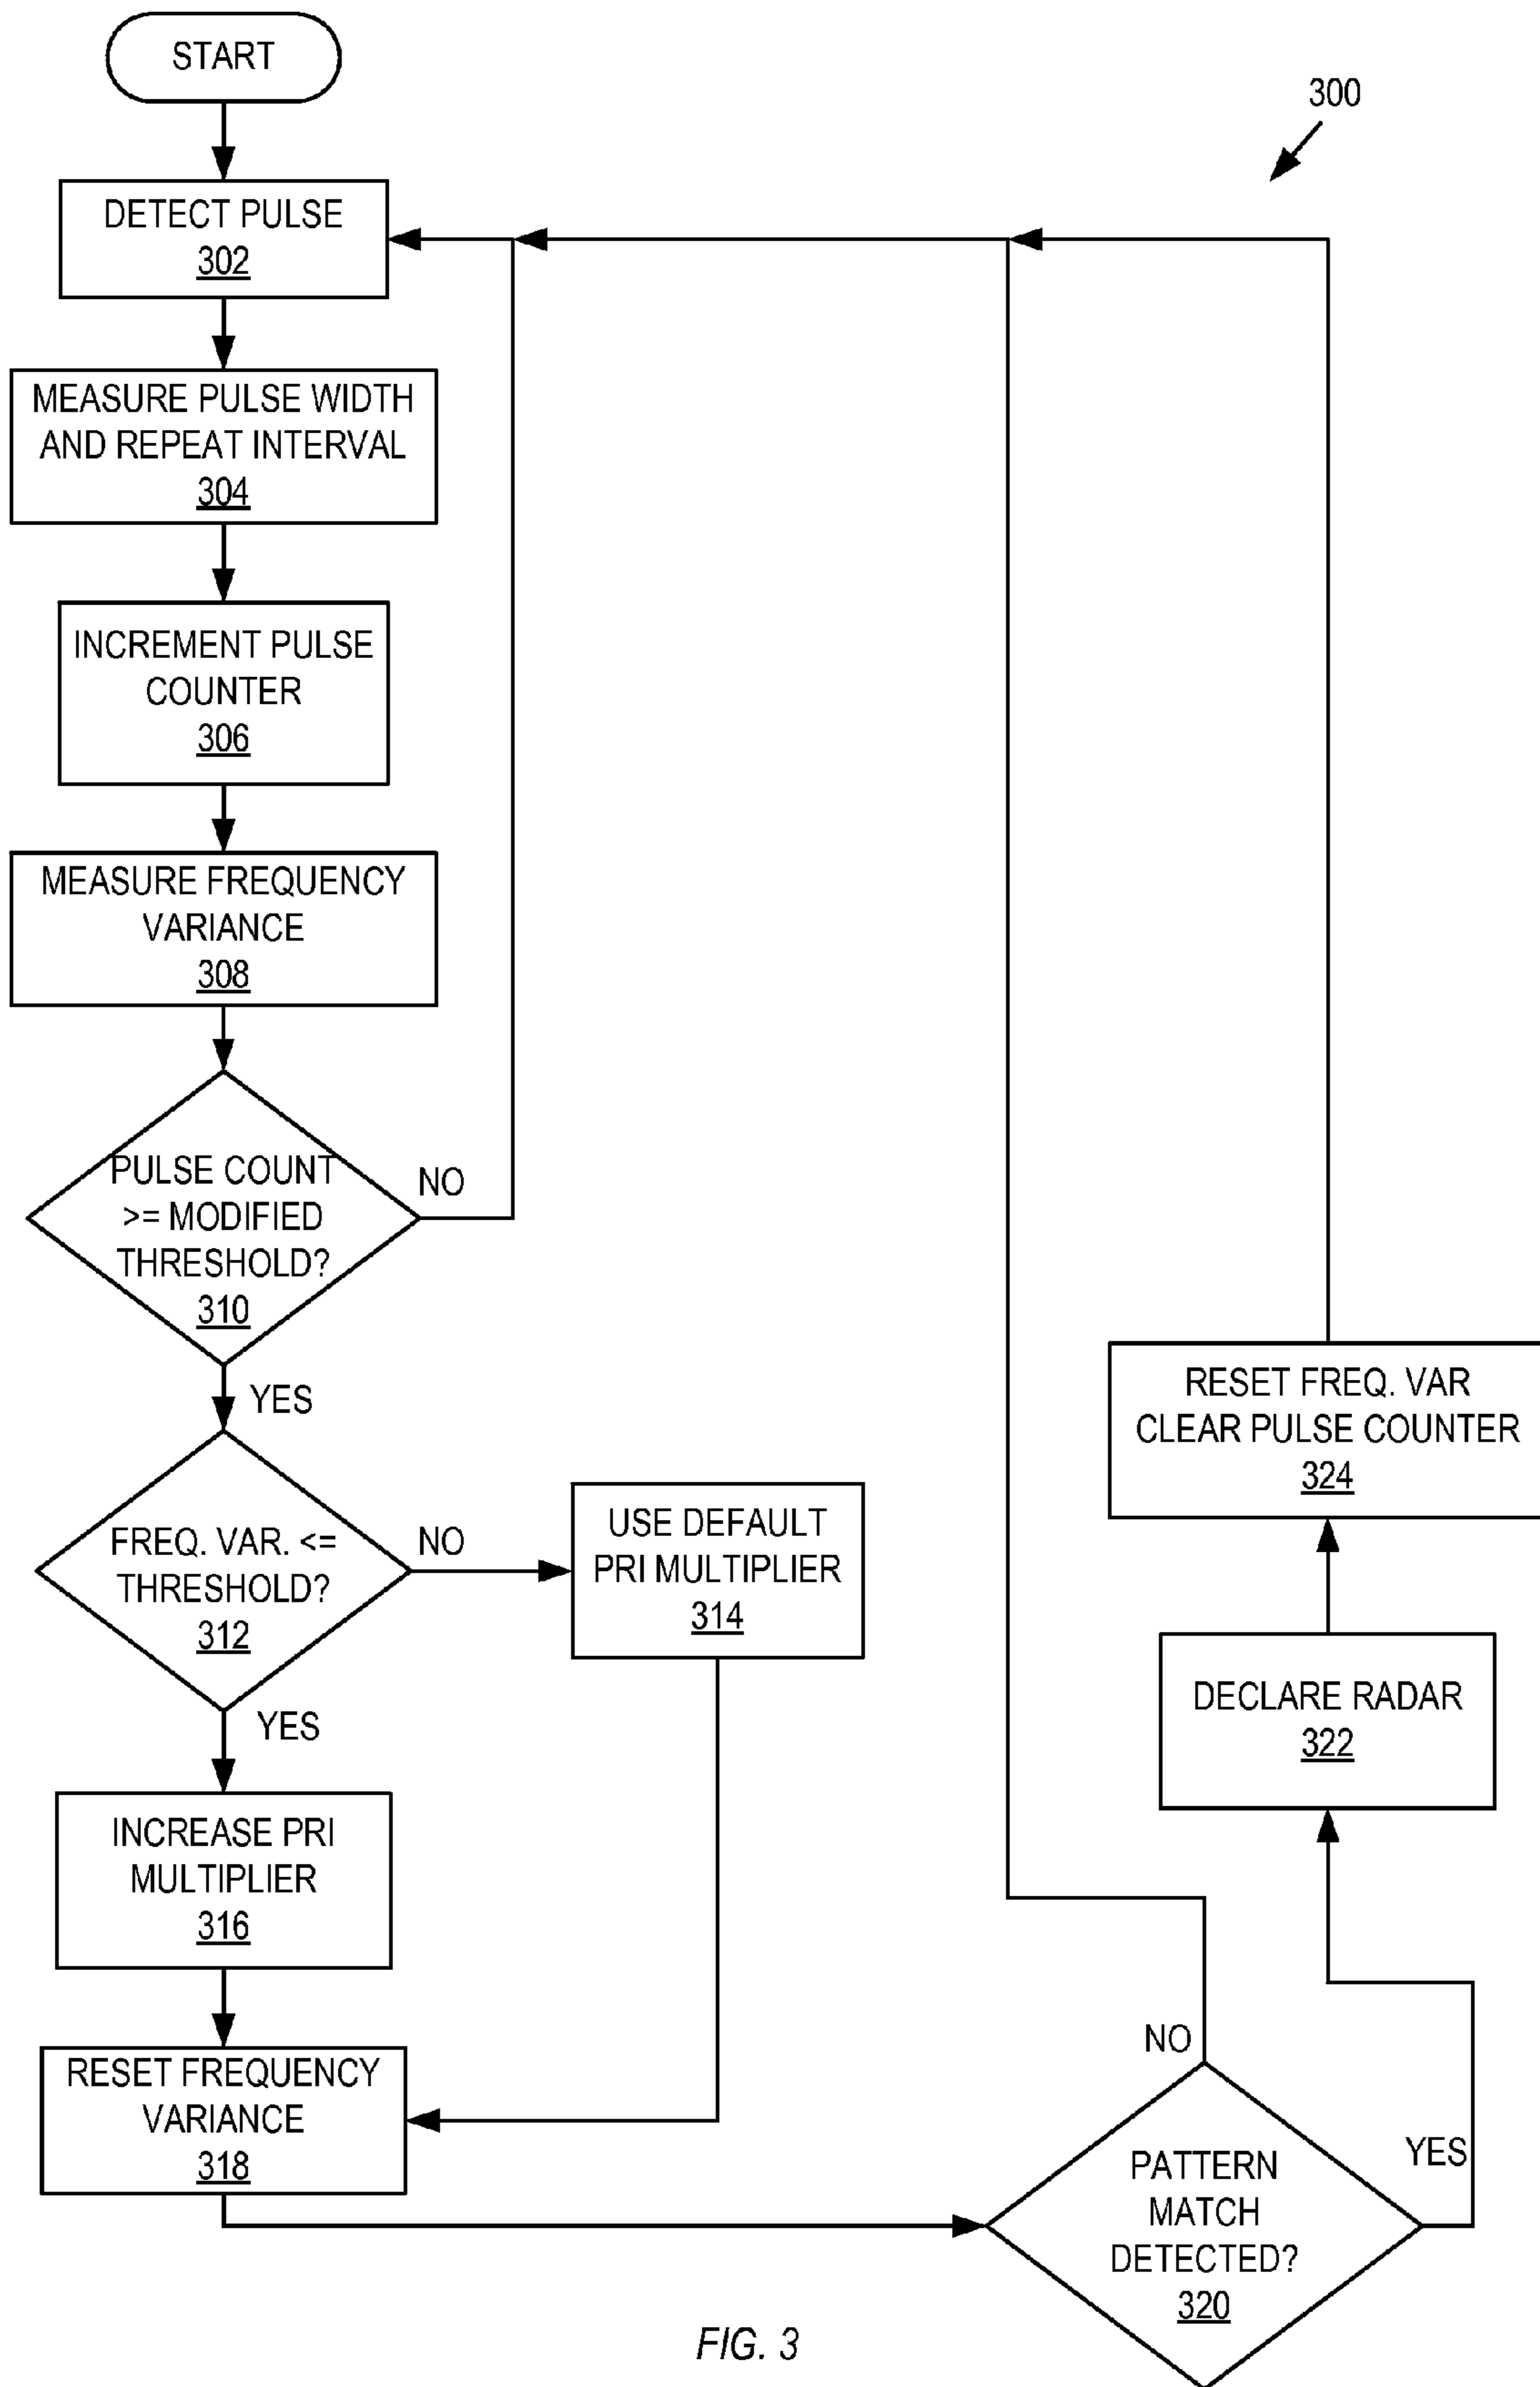 START
300
DETECT PULSE
302
MEASURE PULSE WIDTH
AND REPEAT INTERVAL
304
INCREMENT PULSE
COUNTER
306
MEASURE FREQUENCY
VARIANCE
308
PULSE COUNT
>= MODIFIED
THRESHOLD?
310
NO
YES
FREQ. VAR. <=
THRESHOLD?
312
NO
YES
USE DEFAULT
PRI MULTIPLIER
314
INCREASE PRI
MULTIPLIER
316
RESET FREQUENCY
VARIANCE
318
PATTERN
MATCH
DETECTED?
320
NO
YES
DECLARE RADAR
322
RESET FREQ. VAR
CLEAR PULSE COUNTER
324
FIG. 3